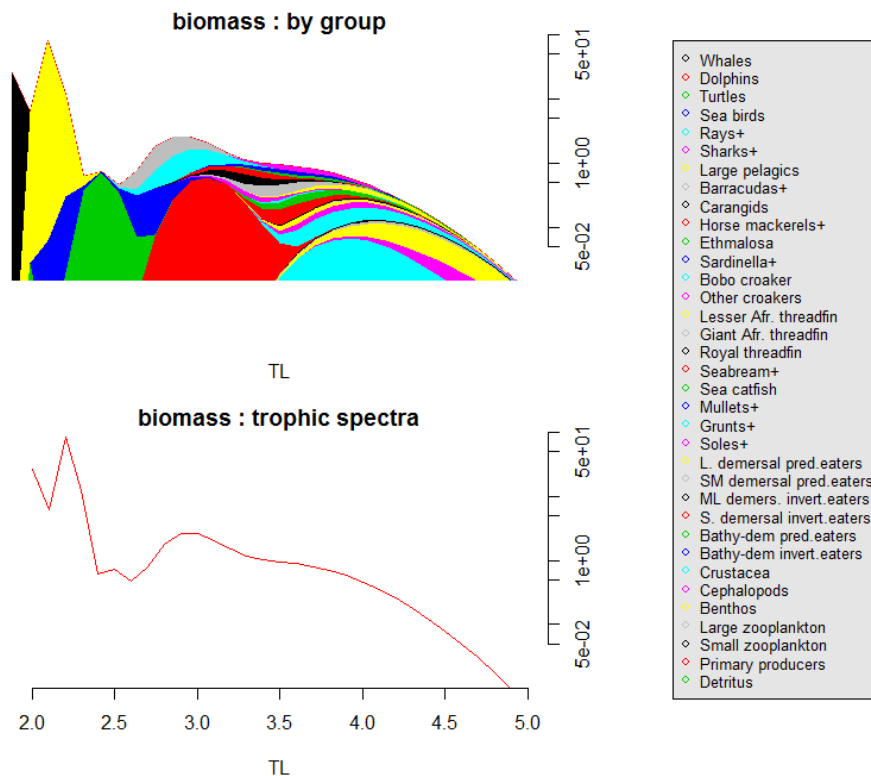 biomass : by group
5e+01
1e+00
5e-02
TL
biomass : trophic spectra
5e+01
1e+00
5e-02
2.0 2.5 3.0 3.5 4.0 4.5 5.0
TL
Whales
Dolphins
Turtles
Sea birds
Rays+
Sharks+
Large pelagics
Barracudas+
Carangids
Horse mackerels+
Ethmalosa
Sardinella+
Bobo croaker
Other croakers
Lesser Afr. threadfin
Giant Afr. threadfin
Royal threadfin
Seabream+
Sea catfish
Mullets+
Grunts+
Soles+
L. demersal pred.eaters
SM demersal pred.eaters
ML demers. invert.eaters
S. demersal invert.eaters
Bathy-dem pred.eaters
Bathy-dem invert.eaters
Crustacea
Cephalopods
Benthos
Large zooplankton
Small zooplankton
Primary producers
Detritus